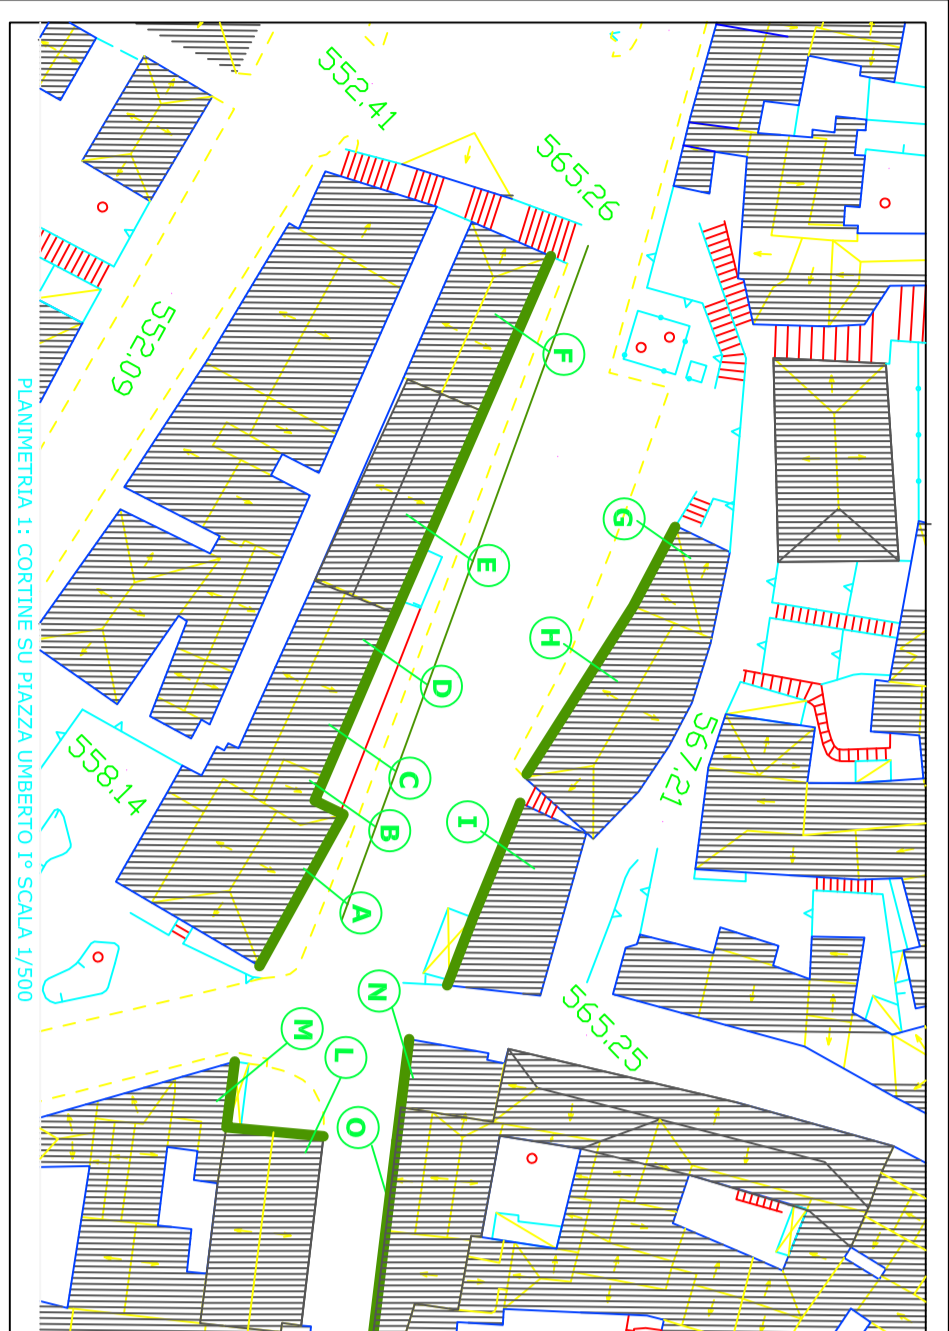 PLANIMETRIA 1: CORTINE SU PIAZZA UMBERTO I° SCALA 1/500
552.41
565.26
552.09
558.14
567.21
565.25
F
G
E
H
D
C
I
B
A
N
M
L
O